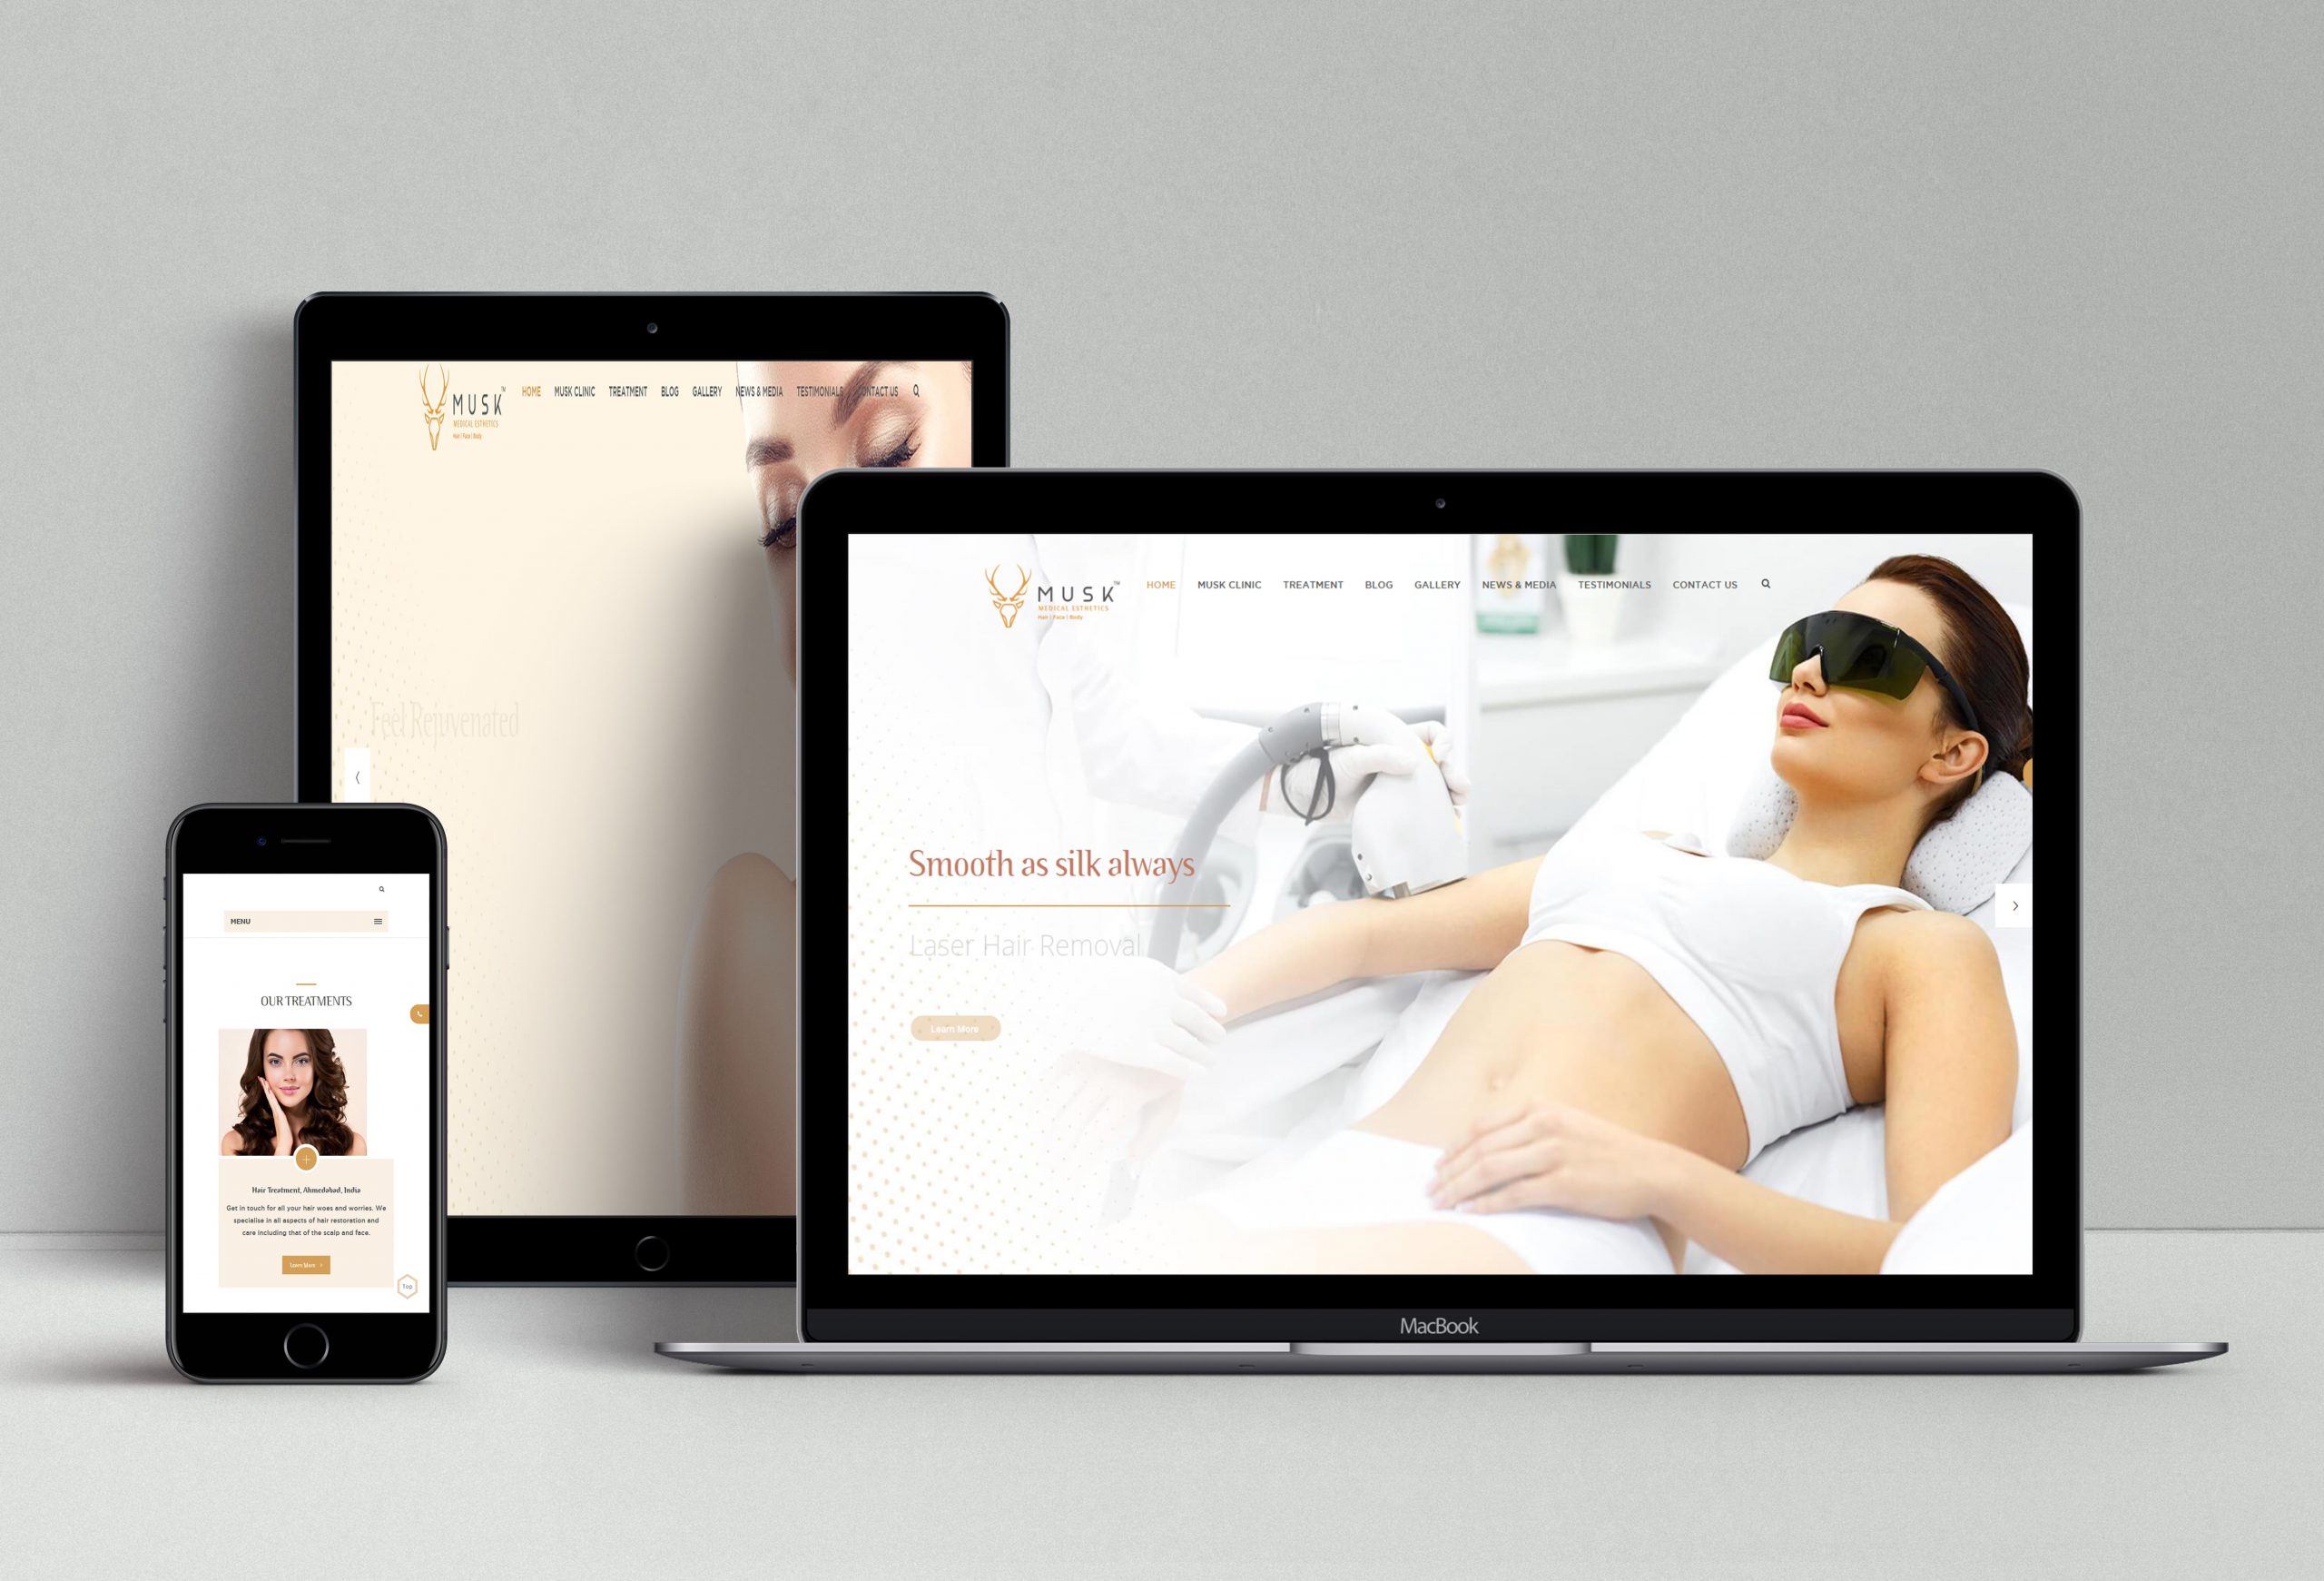 MUSK™
MEDICAL ESTHETICS
Hair | Face | Body
HOME MUSK CLINIC TREATMENT BLOG GALLERY NEWS & MEDIA TESTIMONIALS CONTACT US
Feel Rejuvenated
MUSK™
MEDICAL ESTHETICS
Hair | Face | Body
HOME MUSK CLINIC TREATMENT BLOG GALLERY NEWS & MEDIA TESTIMONIALS CONTACT US
Smooth as silk always
Laser Hair Removal
Learn More
MacBook
MENU
OUR TREATMENTS
Hair Treatment, Ahmedabad, India
Get in touch for all your hair woes and worries. We
specialise in all aspects of hair restoration and
care including that of the scalp and face.
Learn More
Top